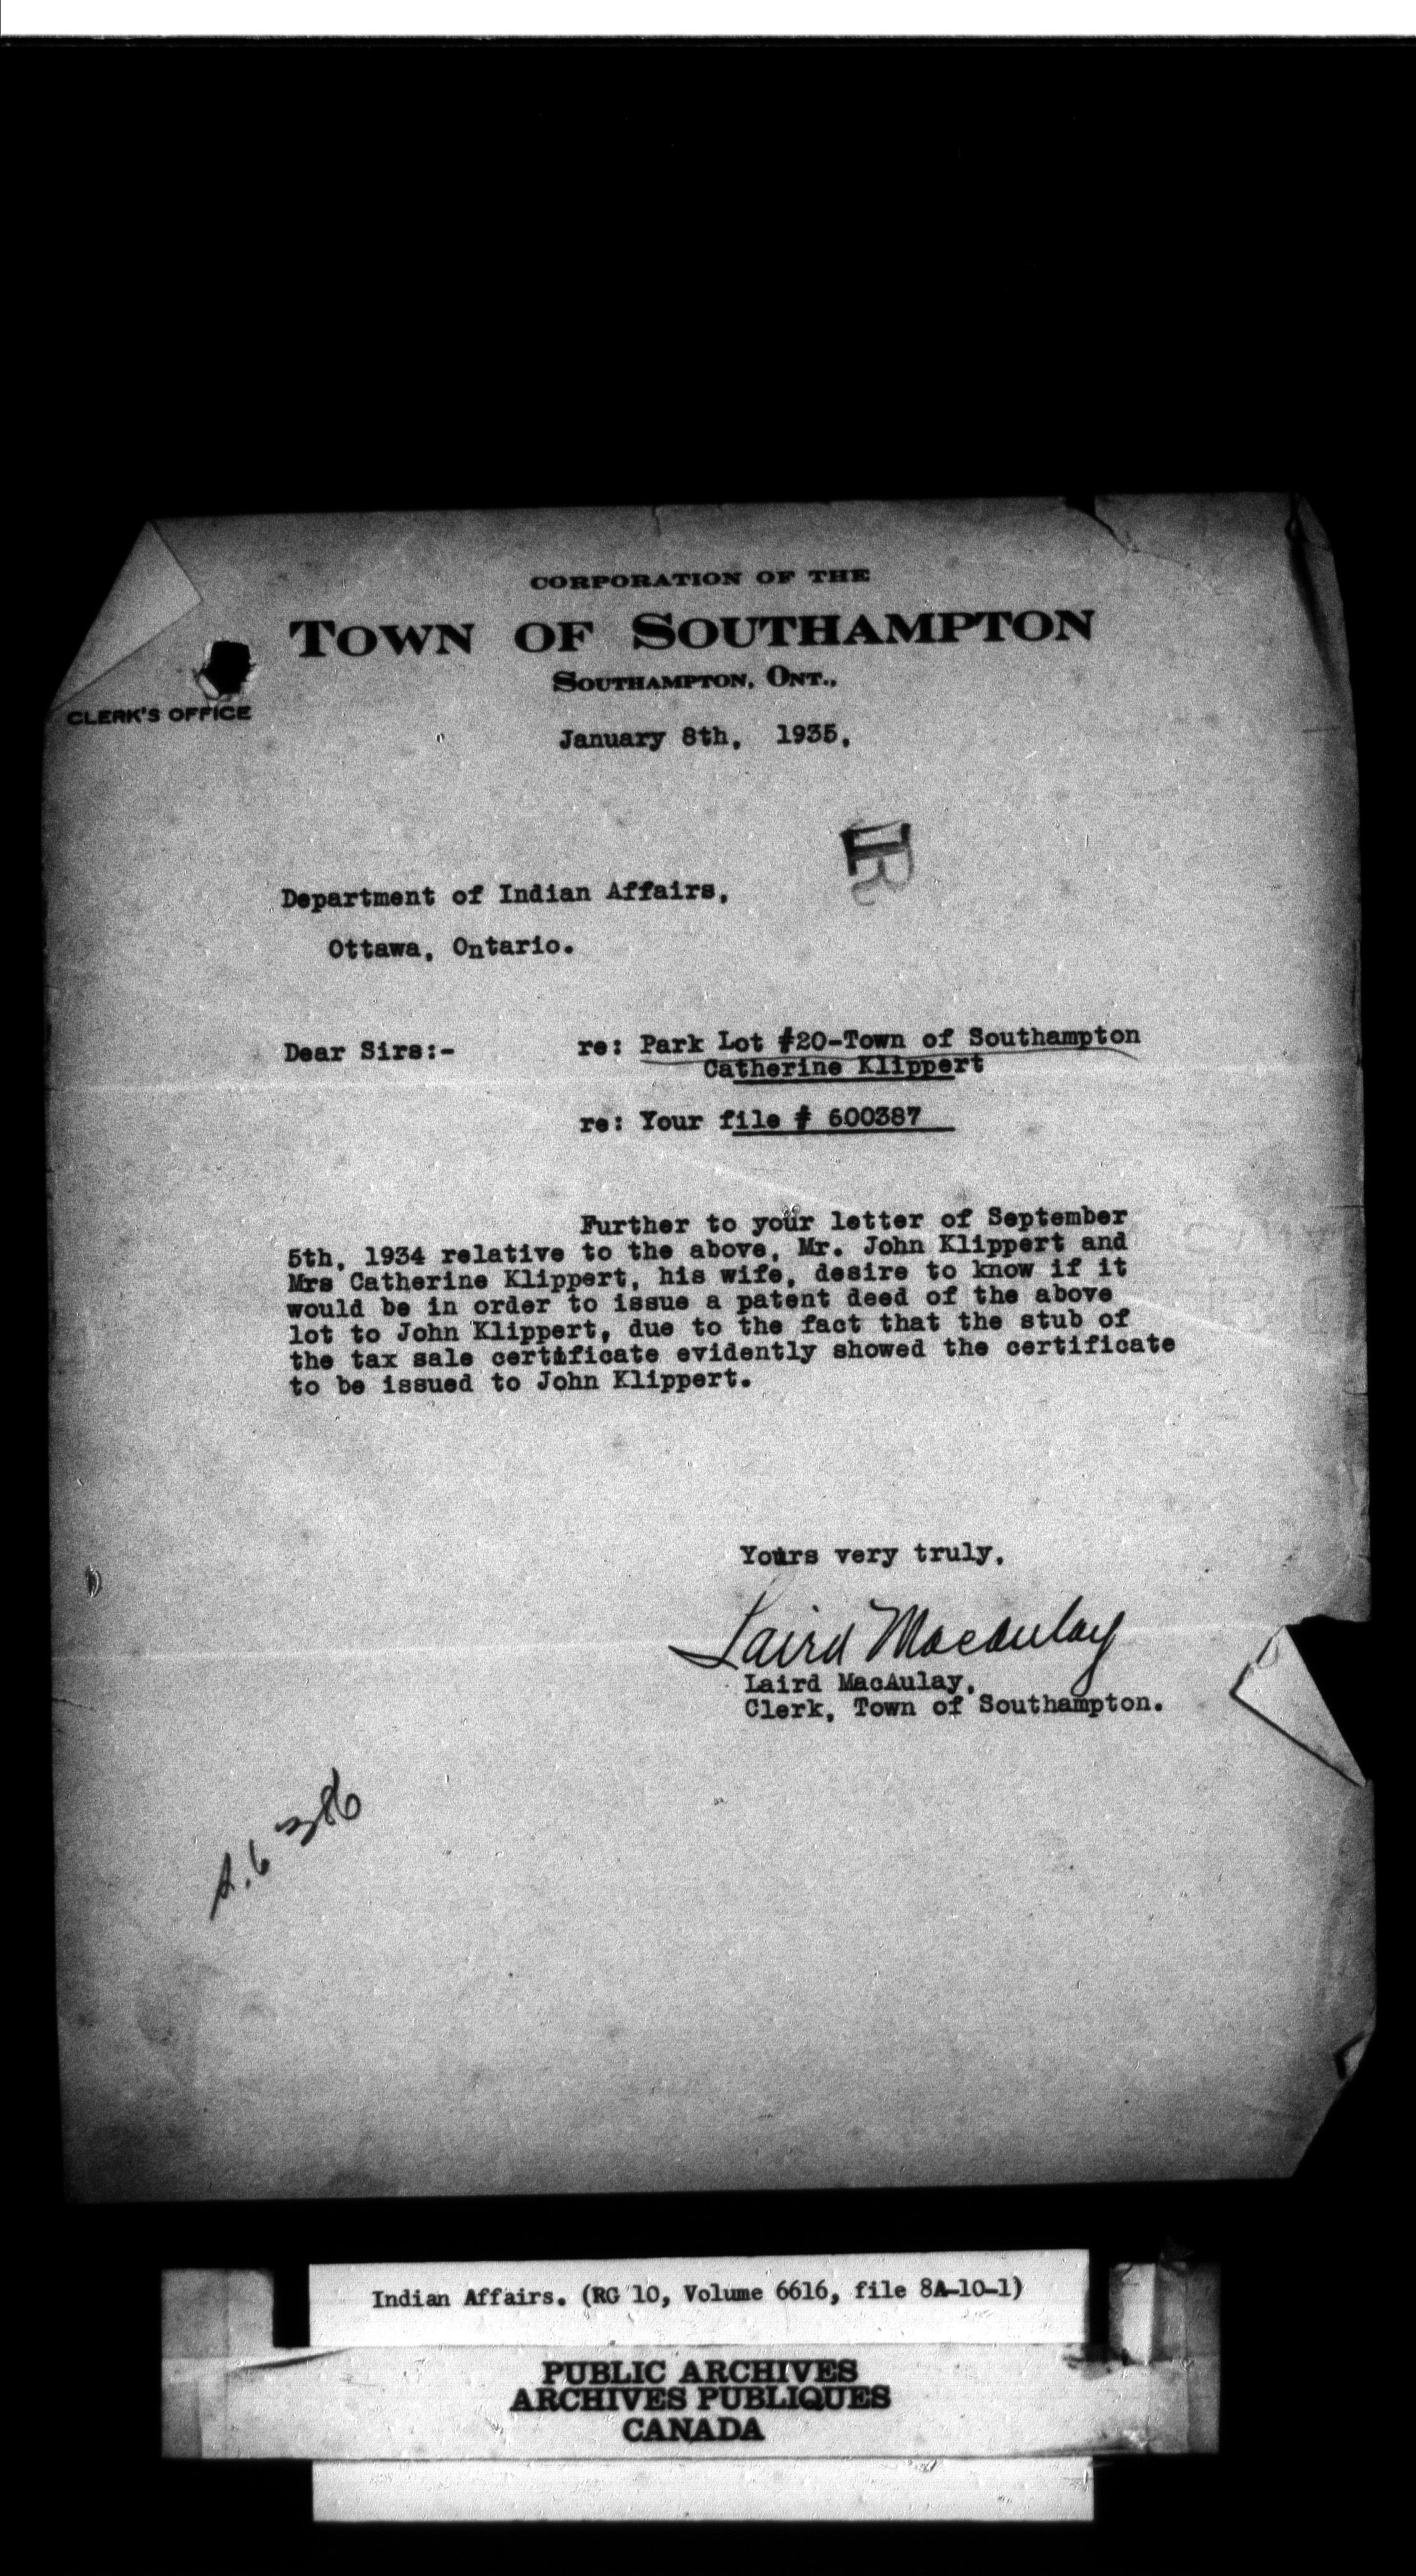 CORPORATION OF THE
TOWN OF SOUTHAMPTON
SOUTHAMPTON, ONT.,
CLERK'S OFFICE
January 8th, 1935,
R
Department of Indian Affairs,
Ottawa, Ontario.
Dear Sirs:- re: Park Lot #20-Town of Southampton
Catherine Klippert
re: Your file # 600387
Further to your letter of September
5th, 1934 relative to the above, Mr. John Klippert and
Mrs Catherine Klippert, his wife, desire to know if it
would be in order to issue a patent deed of the above
lot to John Klippert, due to the fact that the stub of
the tax sale certificate evidently showed the certificate
to be issued to John Klippert.
Yours very truly,
Laird Macaulay
Laird MacAulay,
Clerk, Town of Southampton.
Indian Affairs. (RG 10, Volume 6616, file 8A-10-1)
PUBLIC ARCHIVES
ARCHIVES PUBLIQUES
CANADA